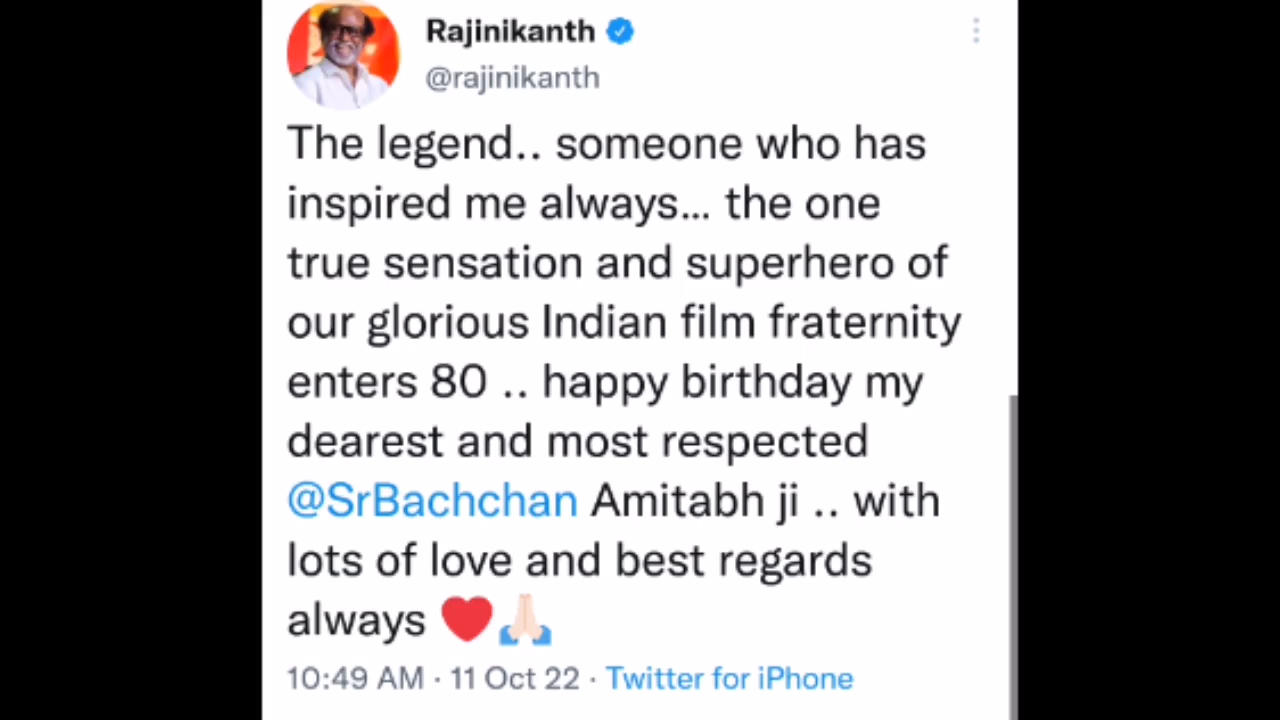 Rajinikanth
@rajinikanth
The legend.. someone who has
inspired me always... the one
true sensation and superhero of
our glorious Indian film fraternity
enters 80 .. happy birthday my
dearest and most respected
@SrBachchan Amitabh ji .. with
lots of love and best regards
always ❤️🙏🏻
10:49 AM · 11 Oct 22 · Twitter for iPhone